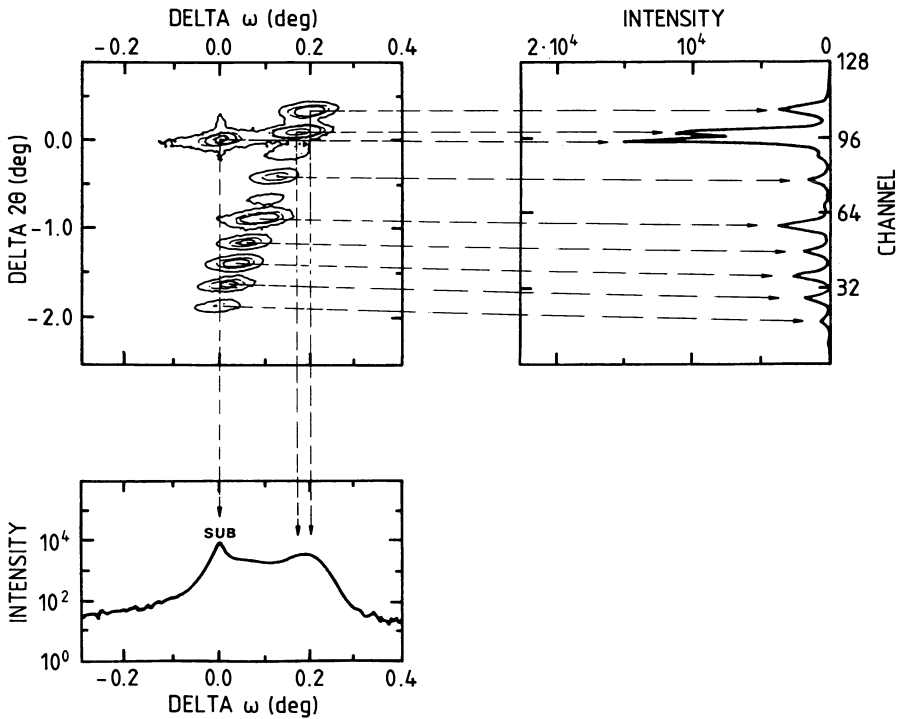 DELTA ω (deg)
−0.2 0.0 0.2 0.4
DELTA 2θ (deg)
0.0
−1.0
−2.0
INTENSITY
2·10⁴ 10⁴ 0
128
96
64
32
CHANNEL
SUB
INTENSITY
10⁴
10²
10⁰
−0.2 0.0 0.2 0.4
DELTA ω (deg)